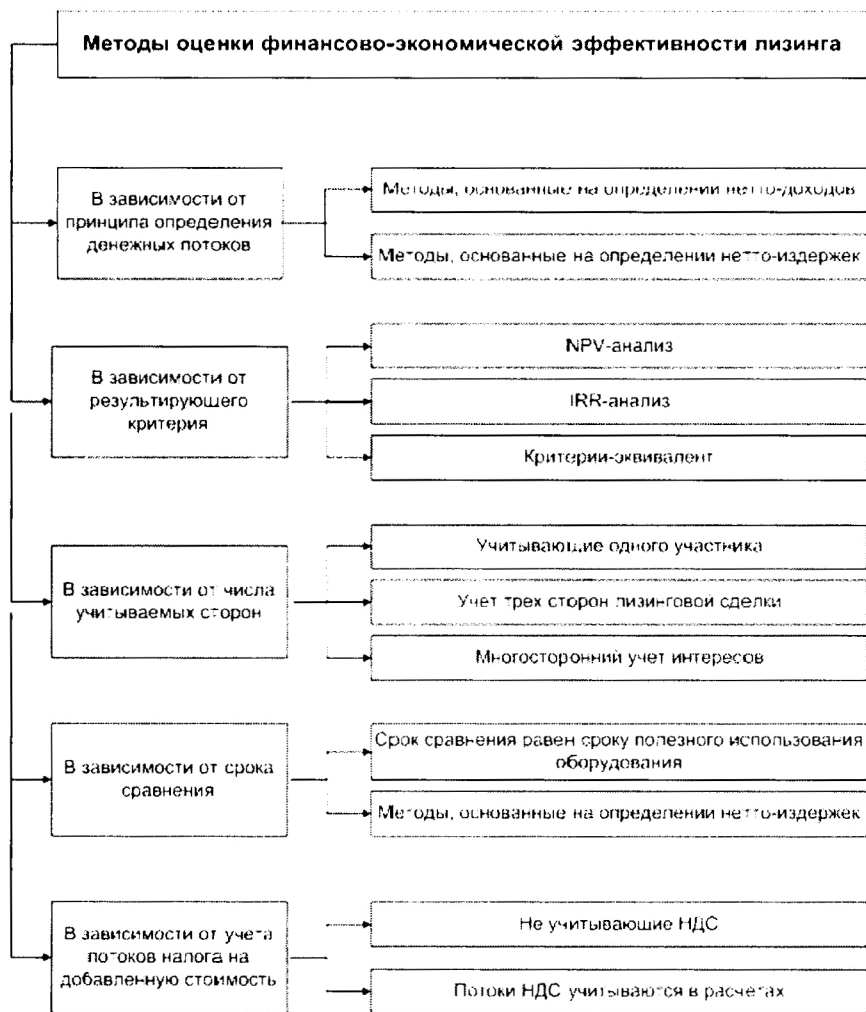 Методы оценки финансово-экономической эффективности лизинга
В зависимости от
принципа определения
денежных потоков
Методы, основанные на определении нетто-доходов
Методы, основанные на определении нетто-издержек
В зависимости от
результирующего
критерия
NPV-анализ
IRR-анализ
Критерии-эквивалент
В зависимости от числа
учитываемых сторон
Учитывающие одного участника
Учет трех сторон лизинговой сделки
Многосторонний учет интересов
В зависимости от срока
сравнения
Срок сравнения равен сроку полезного использования
оборудования
Методы, основанные на определении нетто-издержек
В зависимости от учета
потоков налога на
добавленную стоимость
Не учитывающие НДС
Потоки НДС учитываются в расчетах